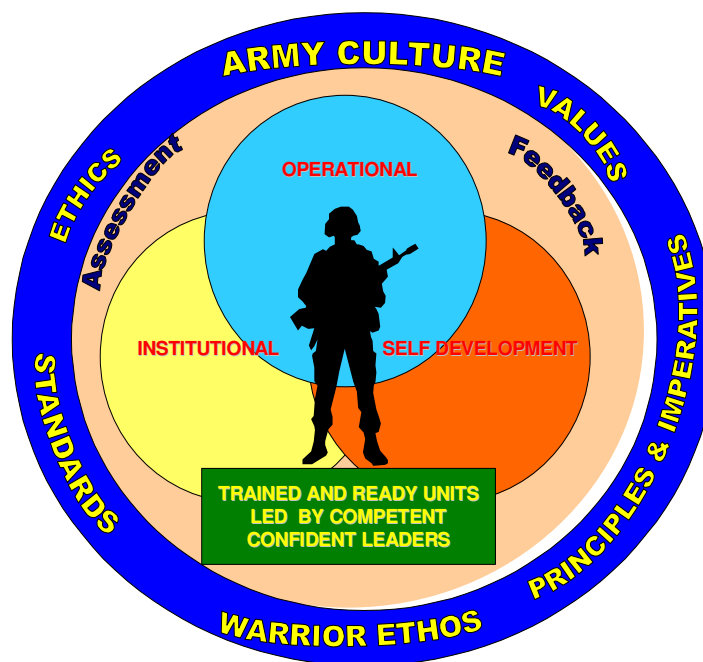 ARMY CULTURE
VALUES
ETHICS
Assessment
Feedback
OPERATIONAL
INSTITUTIONAL
SELF DEVELOPMENT
STANDARDS
PRINCIPLES & IMPERATIVES
TRAINED AND READY UNITS
LED BY COMPETENT
CONFIDENT LEADERS
WARRIOR ETHOS